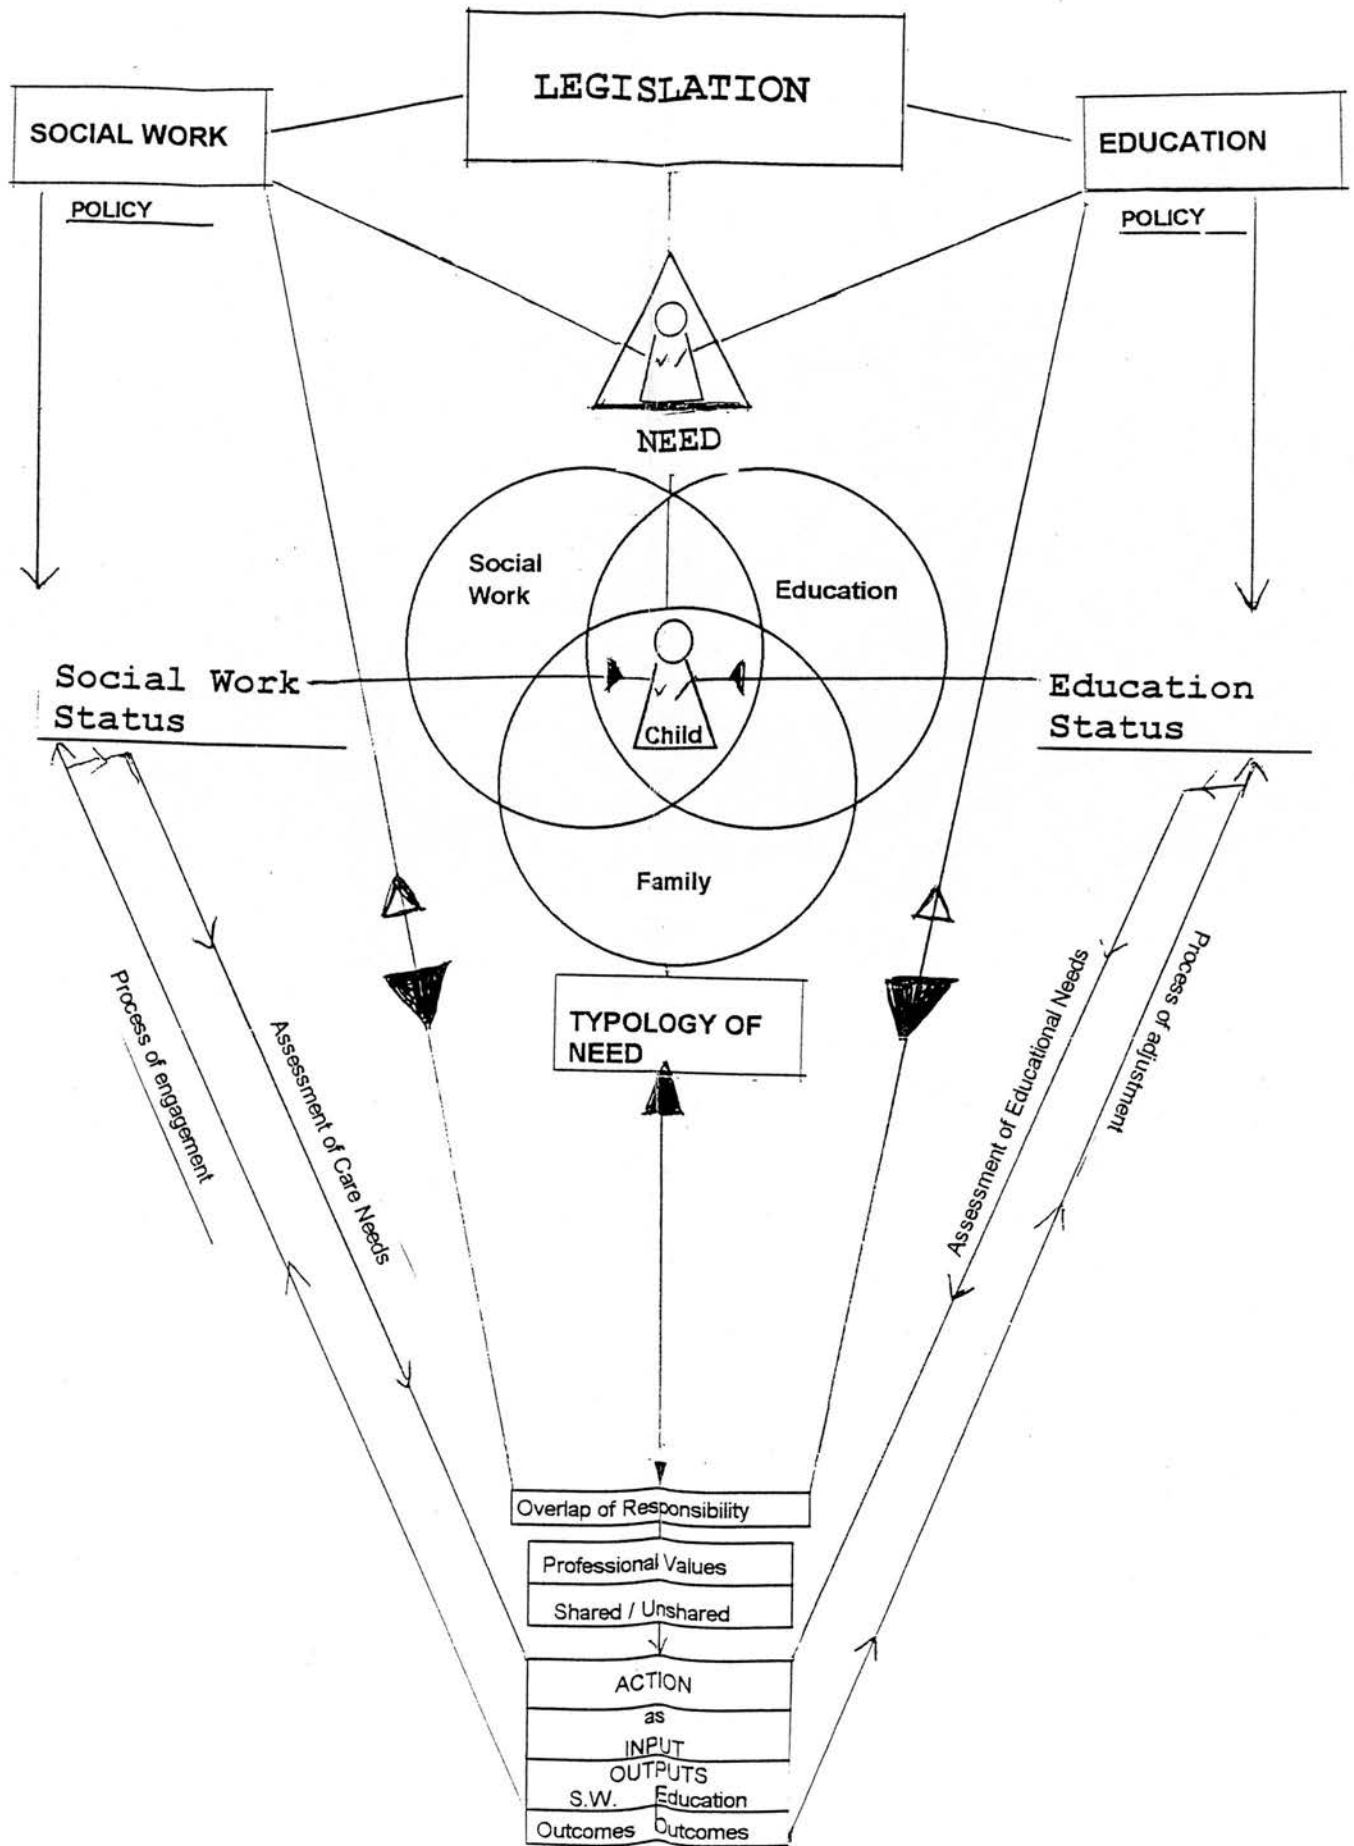 LEGISLATION
SOCIAL WORK
EDUCATION
POLICY
POLICY
NEED
Social
Work
Education
Social Work
Status
Child
Education
Status
Family
TYPOLOGY OF
NEED
Process of engagement
Assessment of Care Needs
Assessment of Educational Needs
Process of adjustment
Overlap of Responsibility
Professional Values
Shared / Unshared
ACTION
as
INPUT
OUTPUTS
S.W. Education
Outcomes Outcomes